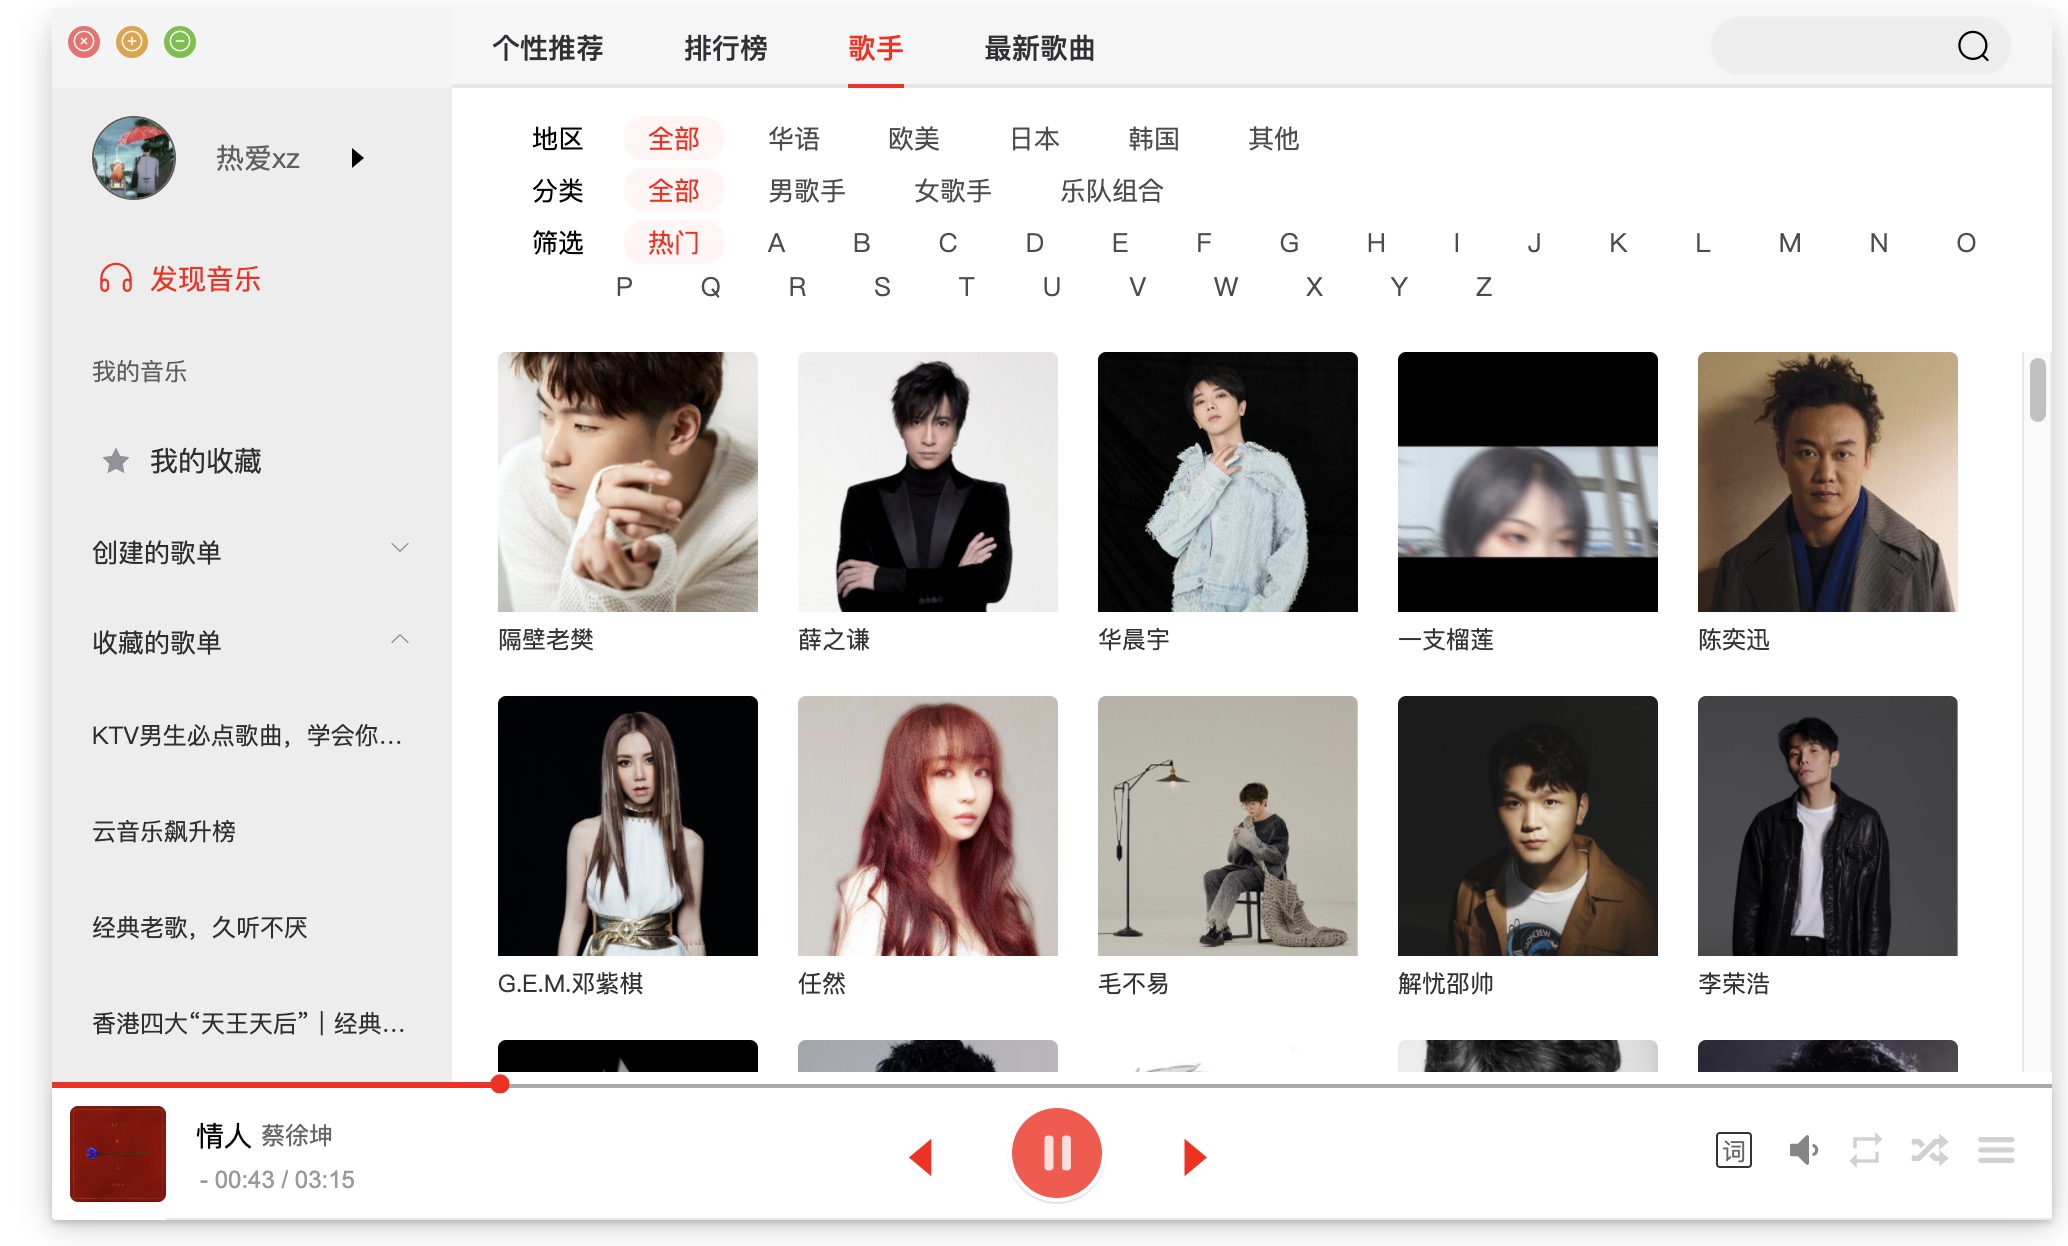 个性推荐 排行榜 歌手 最新歌曲
热爱xz
发现音乐
我的音乐
我的收藏
创建的歌单
收藏的歌单
KTV男生必点歌曲，学会你...
云音乐飙升榜
经典老歌，久听不厌
香港四大“天王天后”｜经典...
地区 全部 华语 欧美 日本 韩国 其他
分类 全部 男歌手 女歌手 乐队组合
筛选 热门 A B C D E F G H I J K L M N O
P Q R S T U V W X Y Z
隔壁老樊 薛之谦 华晨宇 一支榴莲 陈奕迅
G.E.M.邓紫棋 任然 毛不易 解忧邵帅 李荣浩
情人 蔡徐坤
- 00:43 / 03:15
词